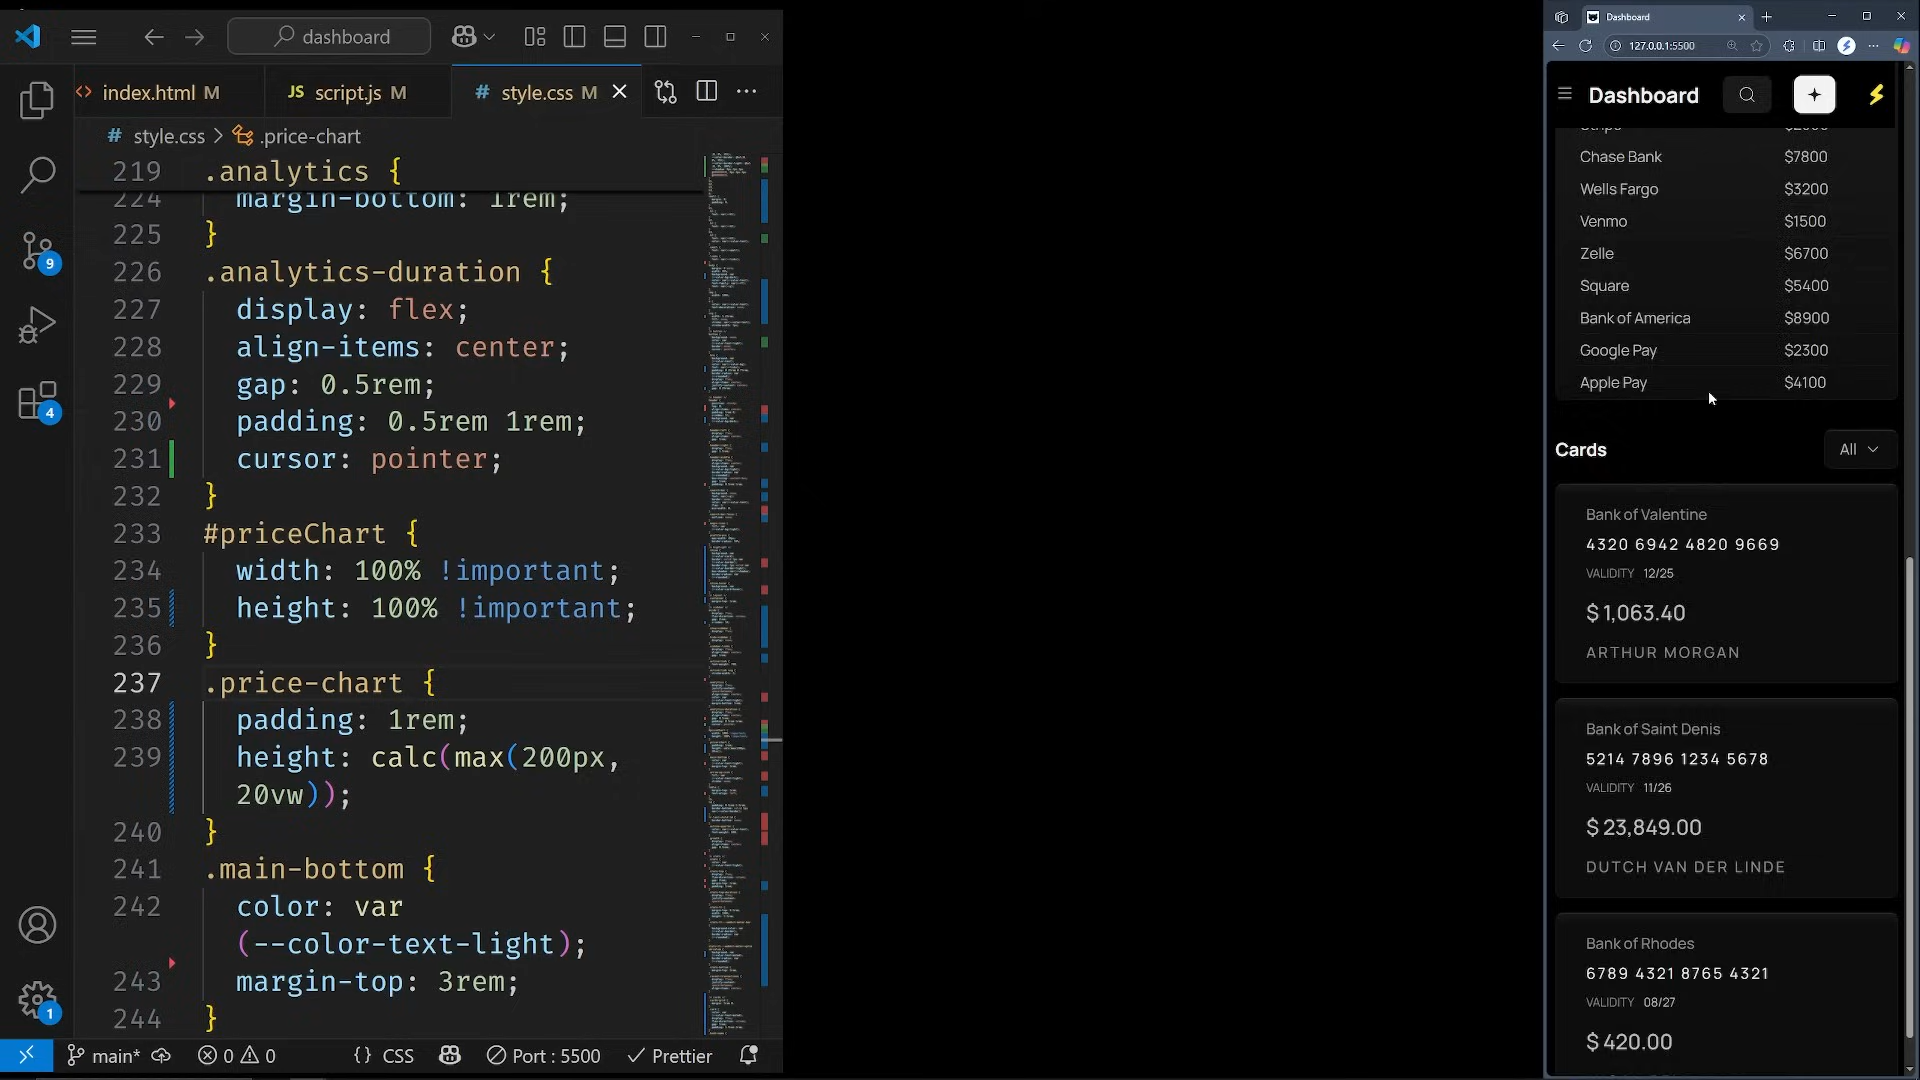 dashboard
index.html M
JS script.js M
# style.css M
# style.css > .price-chart
219 .analytics {
224 margin-bottom: 1rem;
225 }
226 .analytics-duration {
227 display: flex;
228 align-items: center;
229 gap: 0.5rem;
230 padding: 0.5rem 1rem;
231 cursor: pointer;
232 }
233 #priceChart {
234 width: 100% !important;
235 height: 100% !important;
236 }
237 .price-chart {
238 padding: 1rem;
239 height: calc(max(200px,
20vw));
240 }
241 .main-bottom {
242 color: var
(--color-text-light);
243 margin-top: 3rem;
244 }
9
4
1
main* 0 0 {} CSS Port : 5500 Prettier
Dashboard
127.0.0.1:5500
Dashboard
Chase Bank $7800
Wells Fargo $3200
Venmo $1500
Zelle $6700
Square $5400
Bank of America $8900
Google Pay $2300
Apple Pay $4100
Cards All
Bank of Valentine
4320 6942 4820 9669
VALIDITY 12/25
$ 1,063.40
ARTHUR MORGAN
Bank of Saint Denis
5214 7896 1234 5678
VALIDITY 11/26
$ 23,849.00
DUTCH VAN DER LINDE
Bank of Rhodes
6789 4321 8765 4321
VALIDITY 08/27
$ 420.00